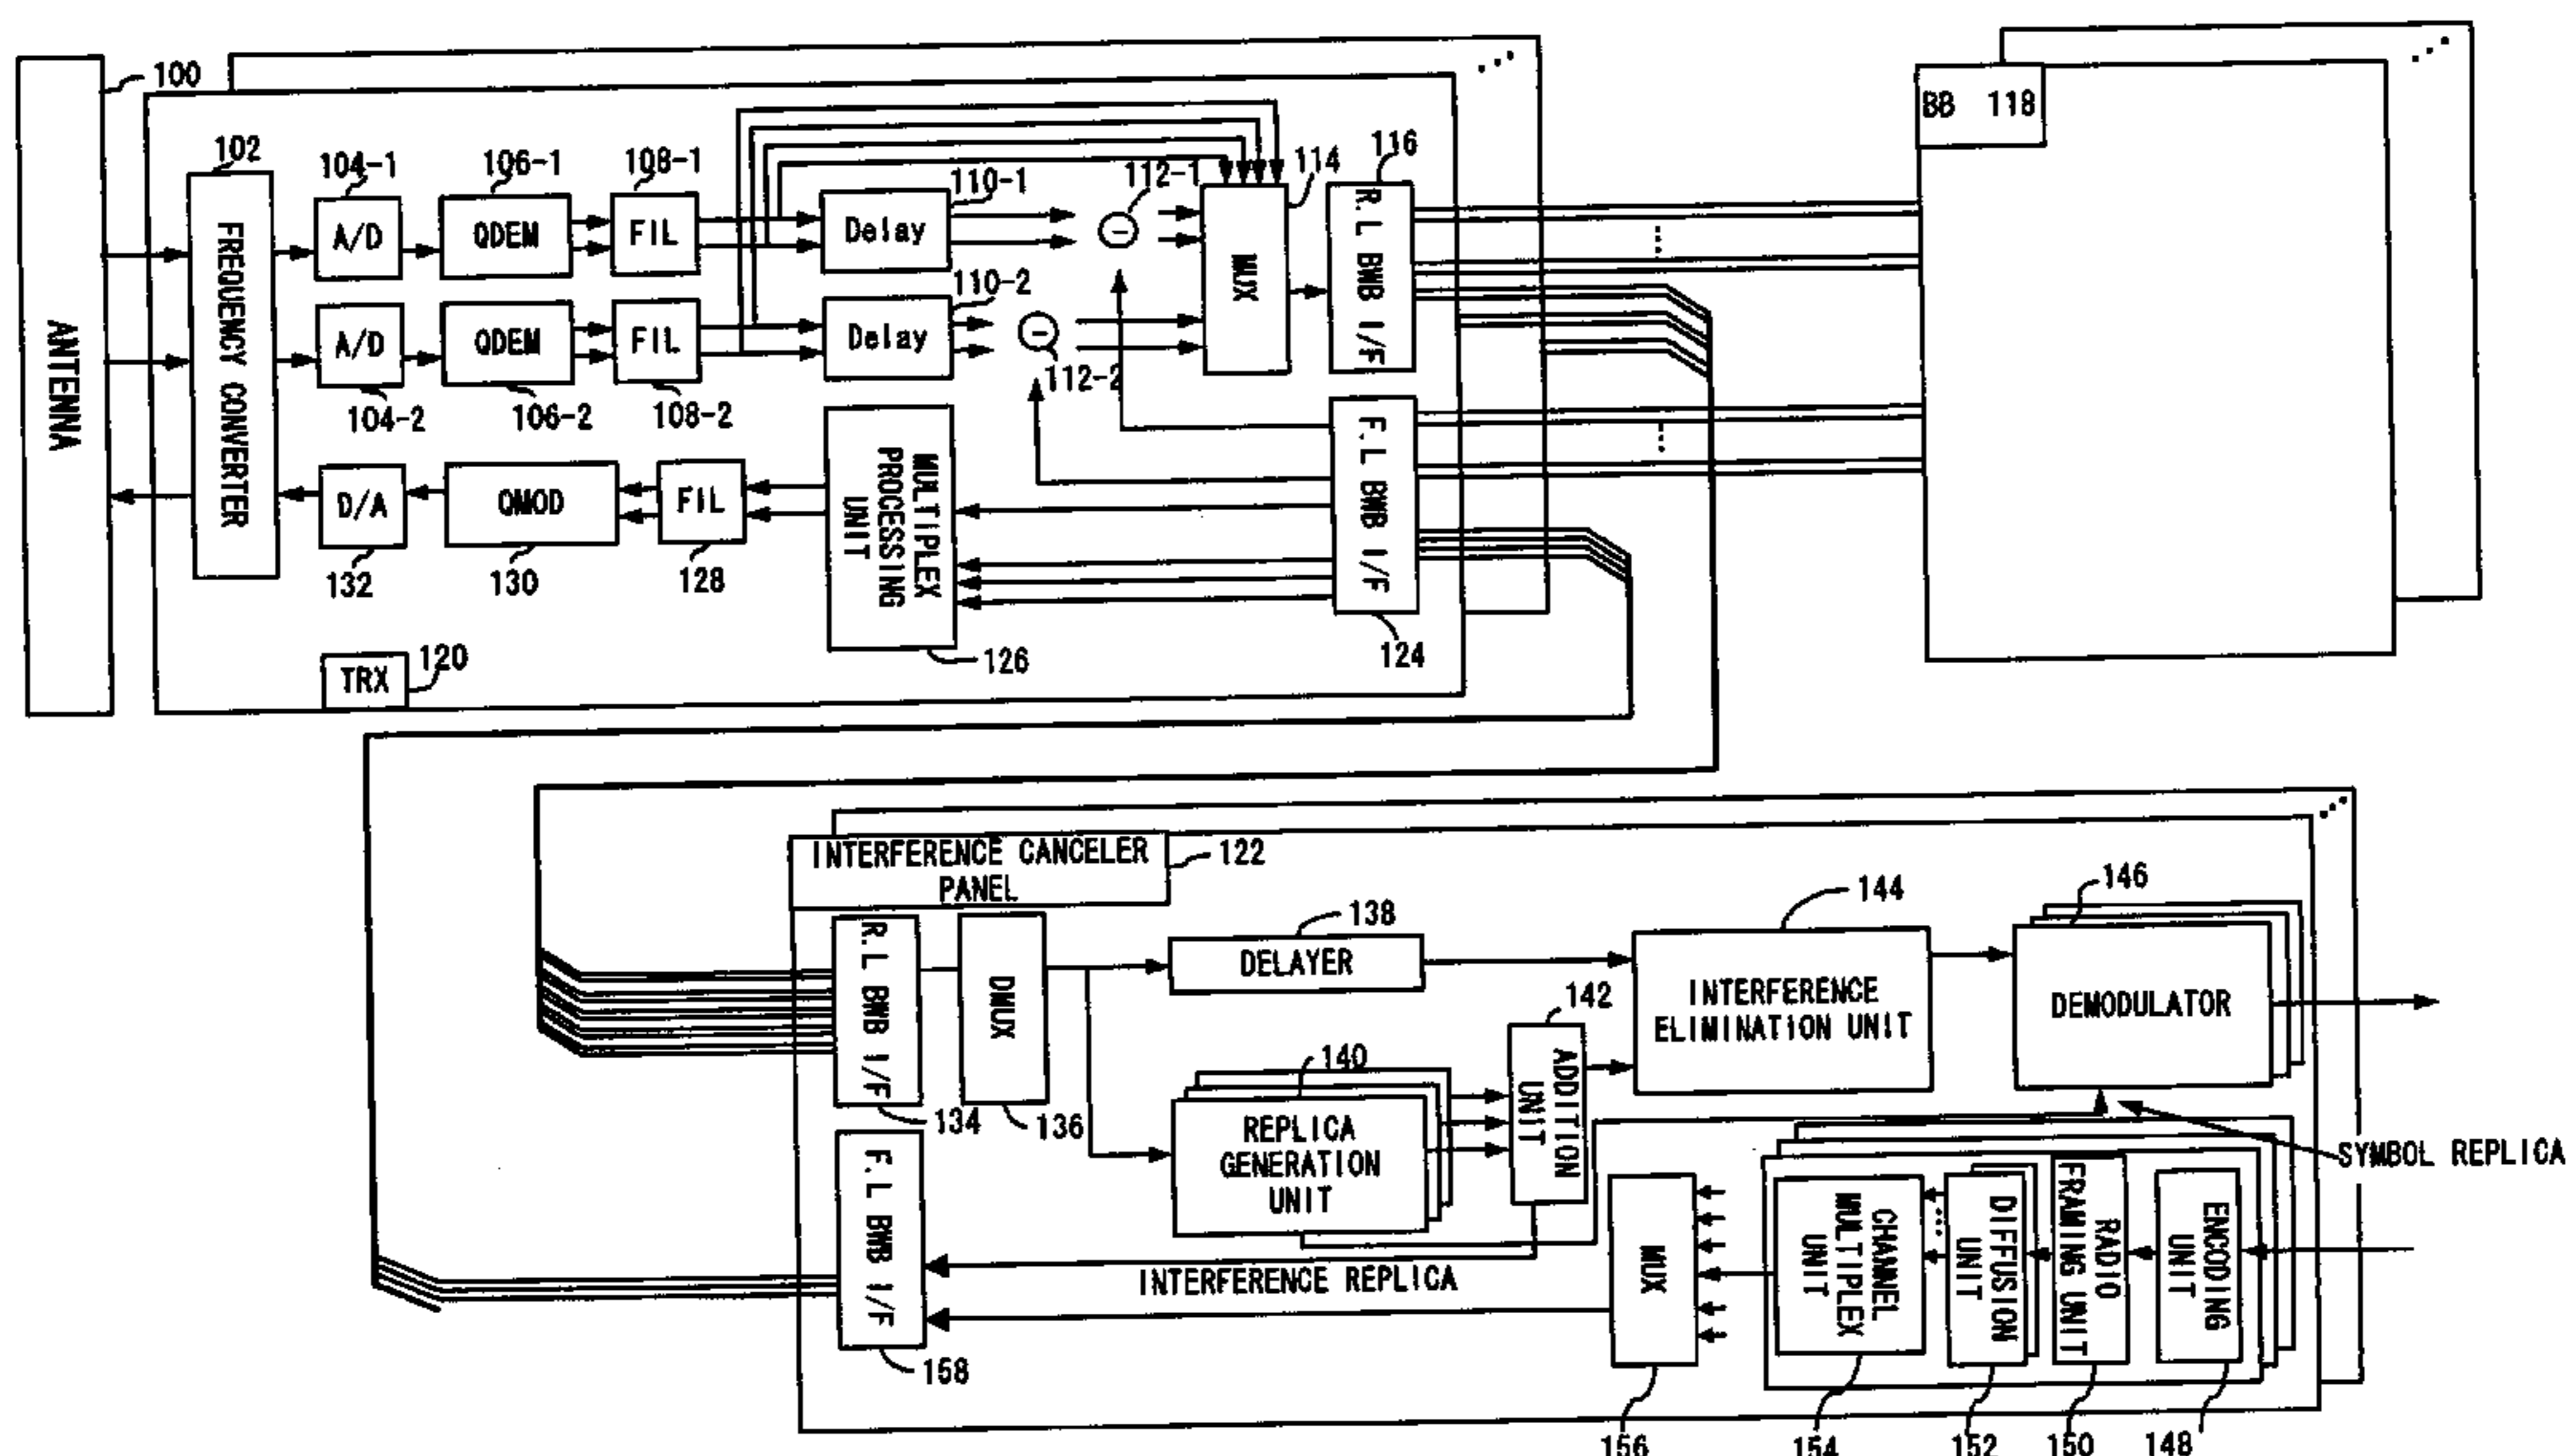 100
BB 118
102
104-1
106-1
108-1
110-1
112-1
114
116
ANTENNA
FREQUENCY CONVERTER
A/D
QDEM
FIL
Delay
MUX
R.L BWB I/F
110-2
A/D
QDEM
FIL
Delay
112-2
104-2
106-2
108-2
D/A
QMOD
FIL
MULTIPLEX
PROCESSING
UNIT
F.L BWB I/F
132
130
128
126
124
TRX
120
INTERFERENCE CANCELER
PANEL
122
R.L BWB I/F
134
DMUX
136
138
DELAYER
144
INTERFERENCE
ELIMINATION UNIT
146
DEMODULATOR
142
ADDITION
UNIT
140
REPLICA
GENERATION
UNIT
SYMBOL REPLICA
F.L BWB I/F
158
INTERFERENCE REPLICA
MUX
CHANNEL
MULTIPLEX
UNIT
DIFFUSION
UNIT
RADIO
FRAMING UNIT
ENCODING
UNIT
156
154
152
150
148